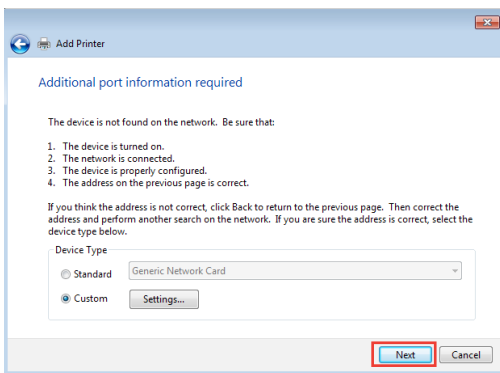 Add Printer
Additional port information required
The device is not found on the network. Be sure that:
1. The device is turned on.
2. The network is connected.
3. The device is properly configured.
4. The address on the previous page is correct.
If you think the address is not correct, click Back to return to the previous page. Then correct the
address and perform another search on the network. If you are sure the address is correct, select the
device type below.
Device Type
Standard
Generic Network Card
Custom
Settings...
Next
Cancel